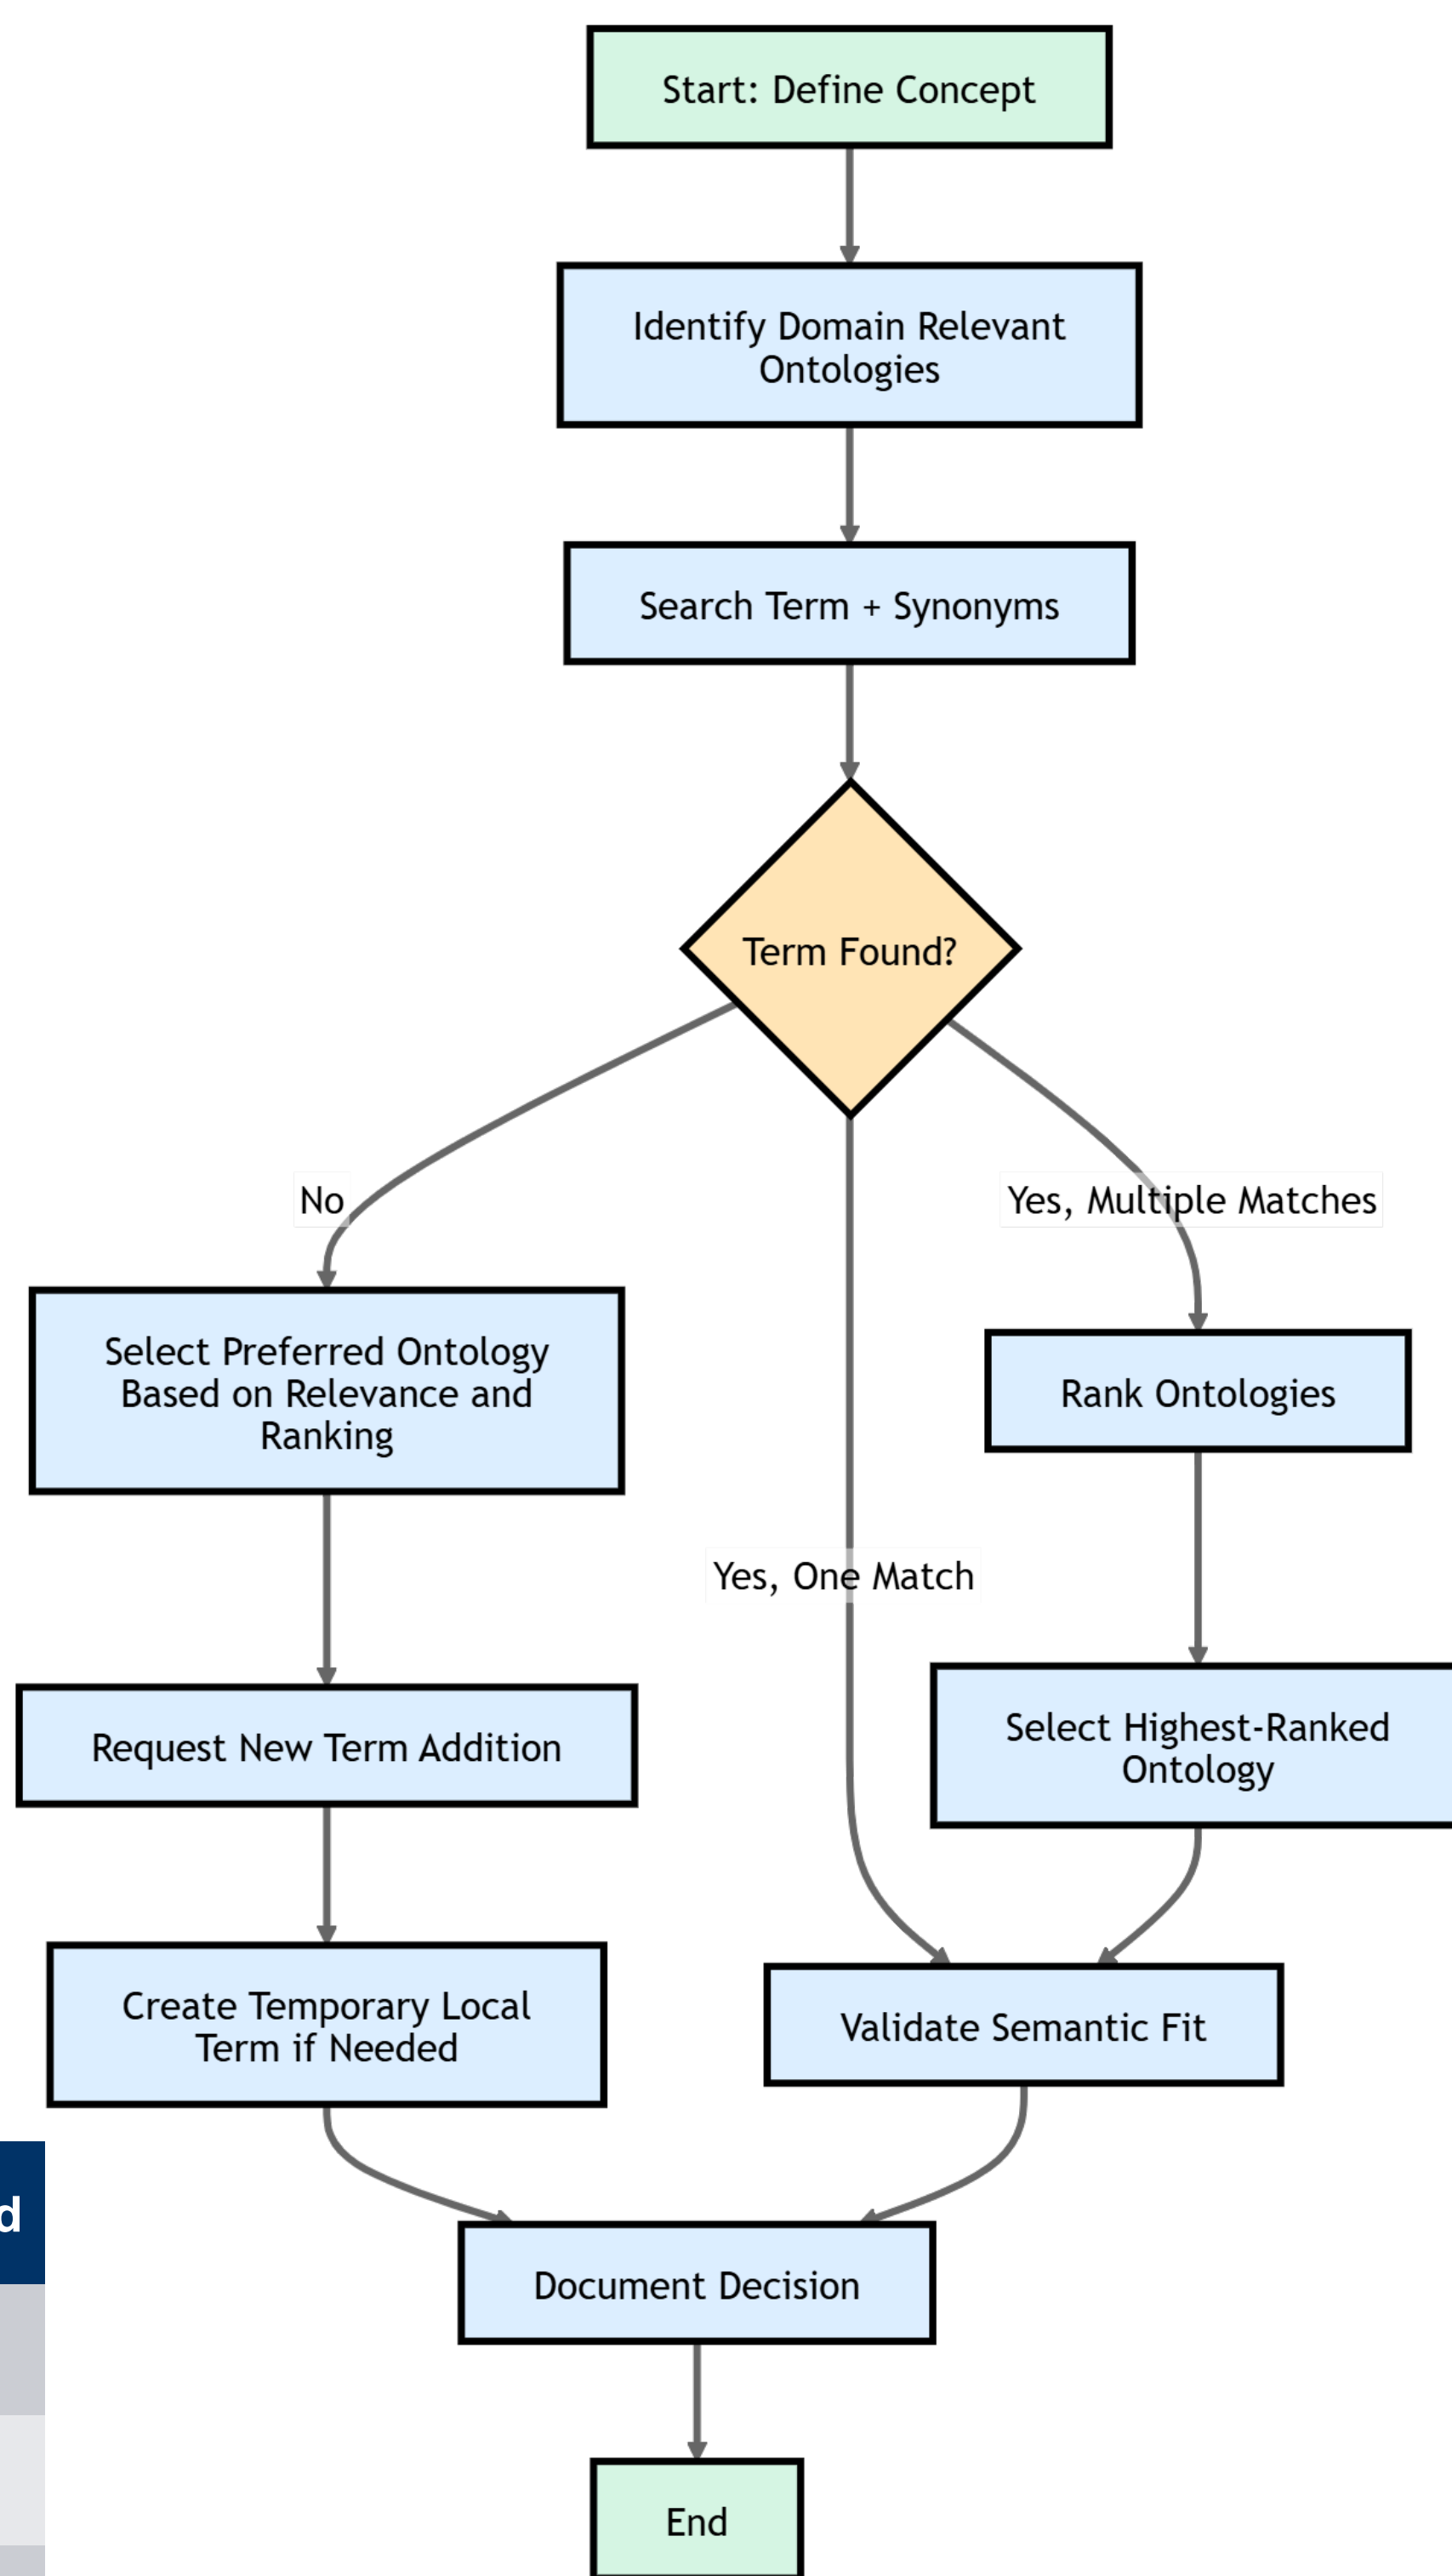 Start: Define Concept
Identify Domain Relevant
Ontologies
Search Term + Synonyms
Term Found?
No
Yes, Multiple Matches
Select Preferred Ontology
Based on Relevance and
Ranking
Rank Ontologies
Yes, One Match
Select Highest-Ranked
Ontology
Request New Term Addition
Create Temporary Local
Term if Needed
Validate Semantic Fit
d
Document Decision
End